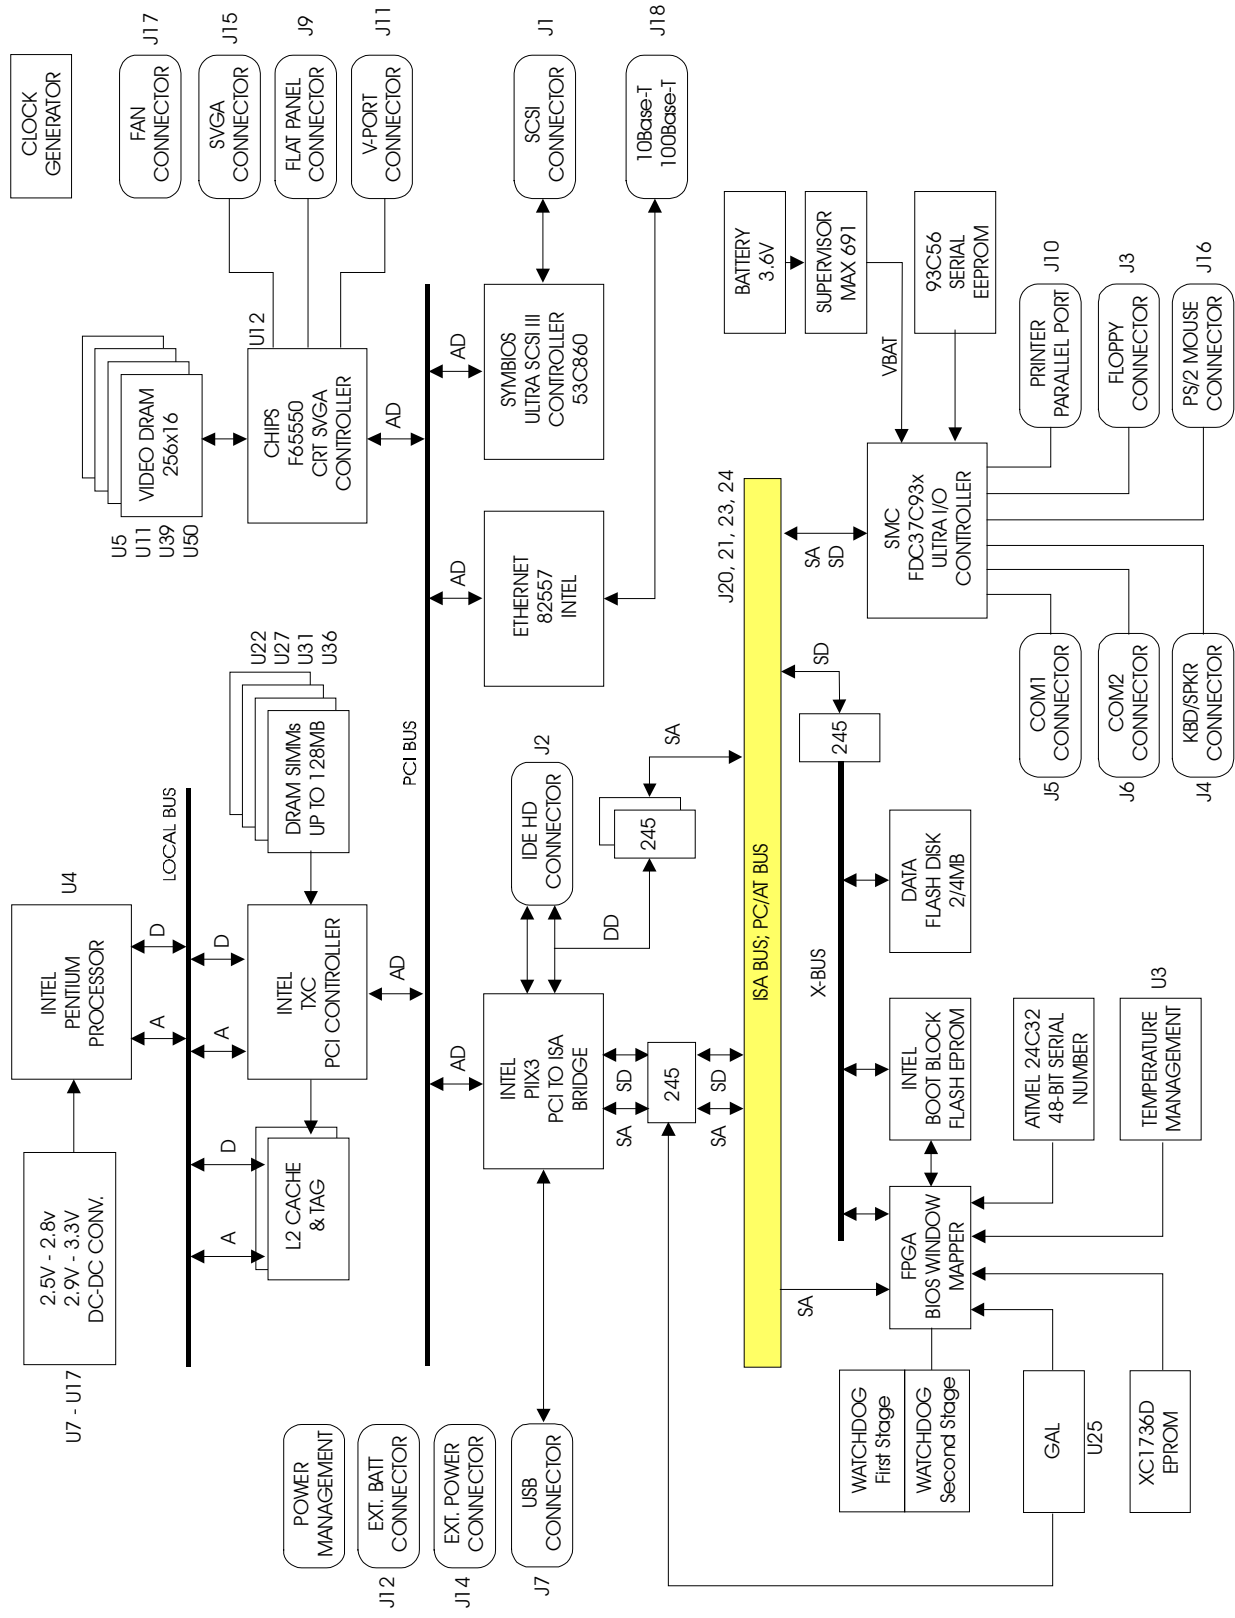 CLOCK
GENERATOR
FAN
CONNECTOR
J17
SVGA
CONNECTOR
J15
FLAT PANEL
CONNECTOR
J9
V-PORT
CONNECTOR
J11
SCSI
CONNECTOR
J1
10Base-T
100Base-T
J18
VIDEO DRAM
256x16
U5
U11
U39
U50
U12
CHIPS
F65550
CRT SVGA
CONTROLLER
AD
SYMBIOS
ULTRA SCSI III
CONTROLLER
53C860
AD
ETHERNET
82557
INTEL
AD
PCI BUS
U22
U27
U31
U36
DRAM SIMMs
UP TO 128MB
LOCAL BUS
U4
INTEL
PENTIUM
PROCESSOR
A
D
A
D
INTEL
TXC
PCI CONTROLLER
AD
2.5V - 2.8v
2.9V - 3.3V
DC-DC CONV.
U7 - U17
A
D
L2 CACHE
& TAG
AD
INTEL
PIIX3
PCI TO ISA
BRIDGE
IDE HD
CONNECTOR
J2
DD
245
SA
SA
SD
245
SA
SD
POWER
MANAGEMENT
EXT. BATT
CONNECTOR
J12
EXT. POWER
CONNECTOR
J14
USB
CONNECTOR
J7
ISA BUS; PC/AT BUS
J20, 21, 23, 24
BATTERY
3.6V
SUPERVISOR
MAX 691
93C56
SERIAL
EEPROM
VBAT
SA
SD
SMC
FDC37C93x
ULTRA I/O
CONTROLLER
PRINTER
PARALLEL PORT
J10
FLOPPY
CONNECTOR
J3
PS/2 MOUSE
CONNECTOR
J16
COM1
CONNECTOR
J5
COM2
CONNECTOR
J6
KBD/SPKR
CONNECTOR
J4
SD
245
X-BUS
DATA
FLASH DISK
2/4MB
INTEL
BOOT BLOCK
FLASH EPROM
SA
FPGA
BIOS WINDOW
MAPPER
ATMEL 24C32
48-BIT SERIAL
NUMBER
TEMPERATURE
MANAGEMENT
U3
WATCHDOG
First Stage
WATCHDOG
Second Stage
GAL
U25
XC1736D
EPROM